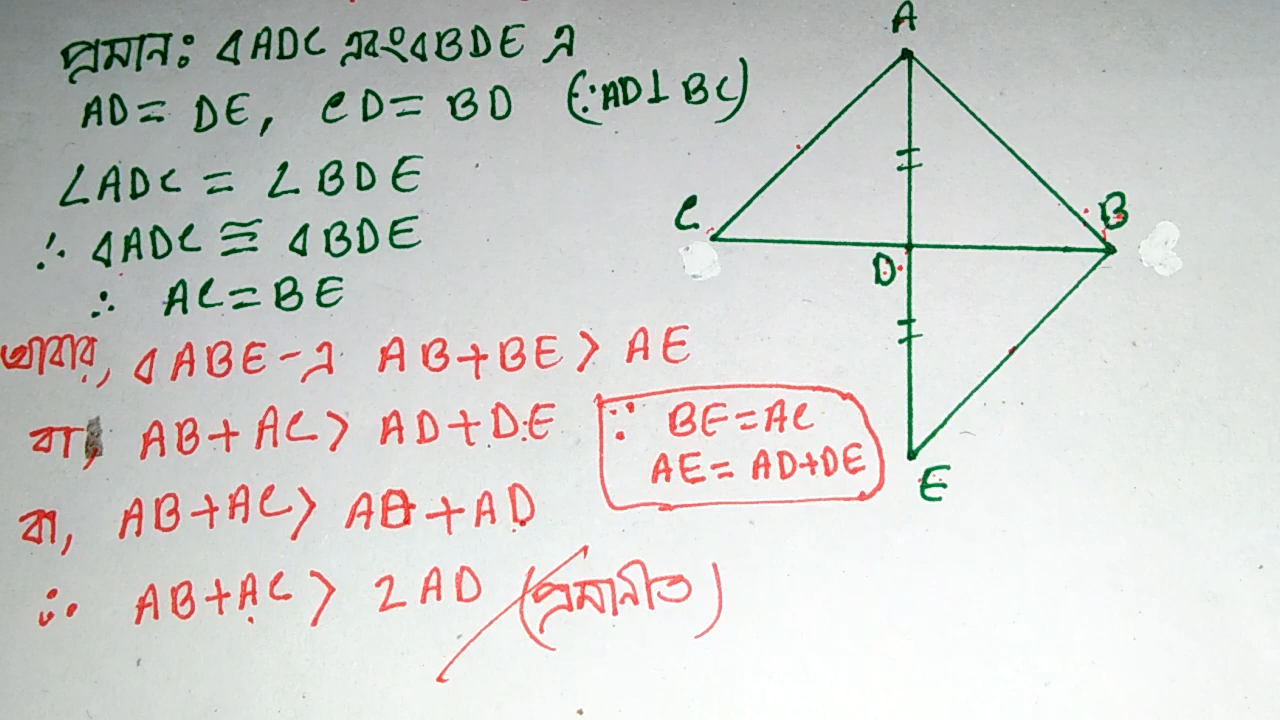 প্রমান: ∆ADC এবং ∆BDE এ
AD = DE, CD = BD (∵AD⊥BC)
∠ADC = ∠BDE
∴ ∆ADC ≅ ∆BDE
∴ AC = BE
আবার, ∆ABE-এ AB+BE > AE
বা, AB+AC > AD+DE
∵ BE=AC
AE = AD+DE
বা, AB+AC > AD+AD
∴ AB+AC > 2AD (প্রমানীত)
A
C
B
D
E